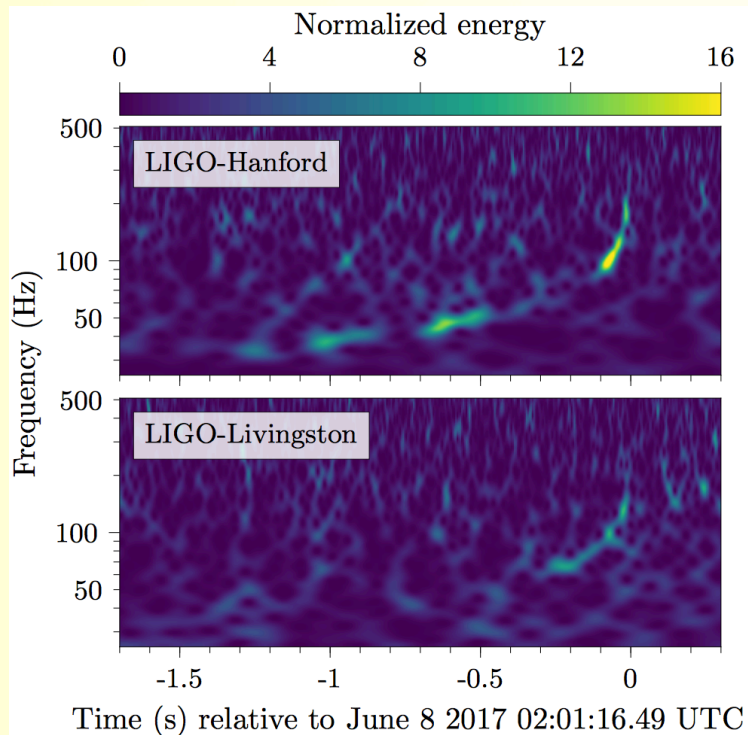 Normalized energy
0 4 8 12 16
500
LIGO-Hanford
100
50
Frequency (Hz)
500
LIGO-Livingston
100
50
-1.5 -1 -0.5 0
Time (s) relative to June 8 2017 02:01:16.49 UTC